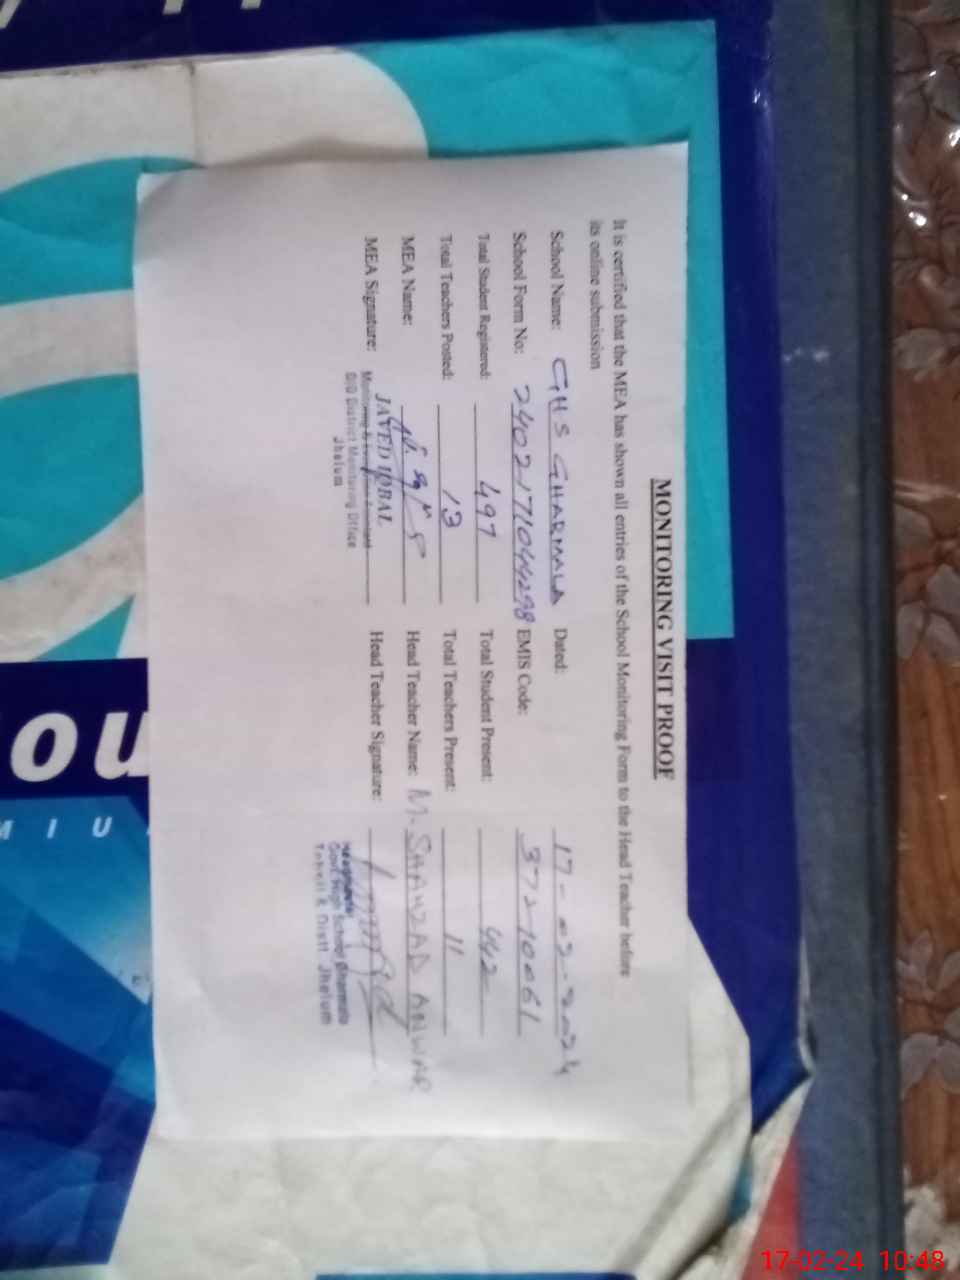 MONITORING VISIT PROOF
It is certified that the MEA has shown all entries of the School Monitoring Form to the Head Teacher before
its online submission
School Name: GHS GHARMALA Dated: 17-02-2024
School Form No: 2402171044298 EMIS Code: 37210061
Total Student Registered: 497 Total Student Present: 442
Total Teachers Posted: 13 Total Teachers Present: 11
MEA Name: Head Teacher Name: M. SHAHZAD ANWAR
MEA Signature: JAVED IQBAL Head Teacher Signature:
Monitoring &
O/O District Monitoring Office
Jhelum
Headmaster
Govt. High School Gharmala
Tehsil & Distt. Jhelum
ou
MIU
17-02-24 10:48